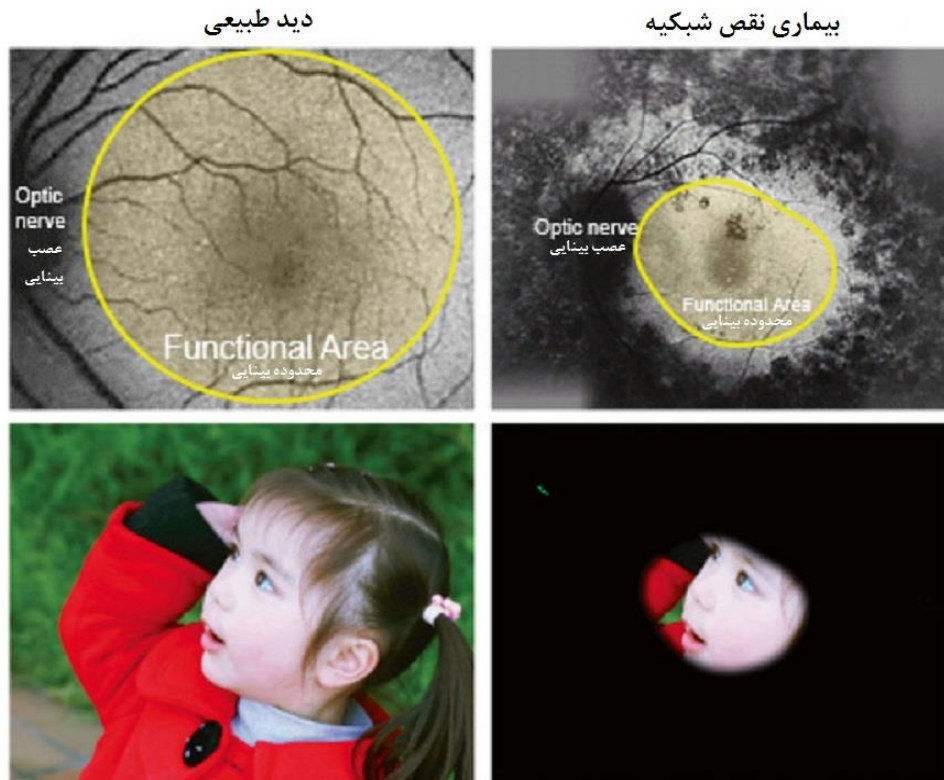 دید طبیعی
بیماری نقص شبکیه
Optic
nerve
عصب
بینایی
Functional Area
محدوده بینایی
Optic nerve
عصب بینایی
Functional Area
محدوده بینایی